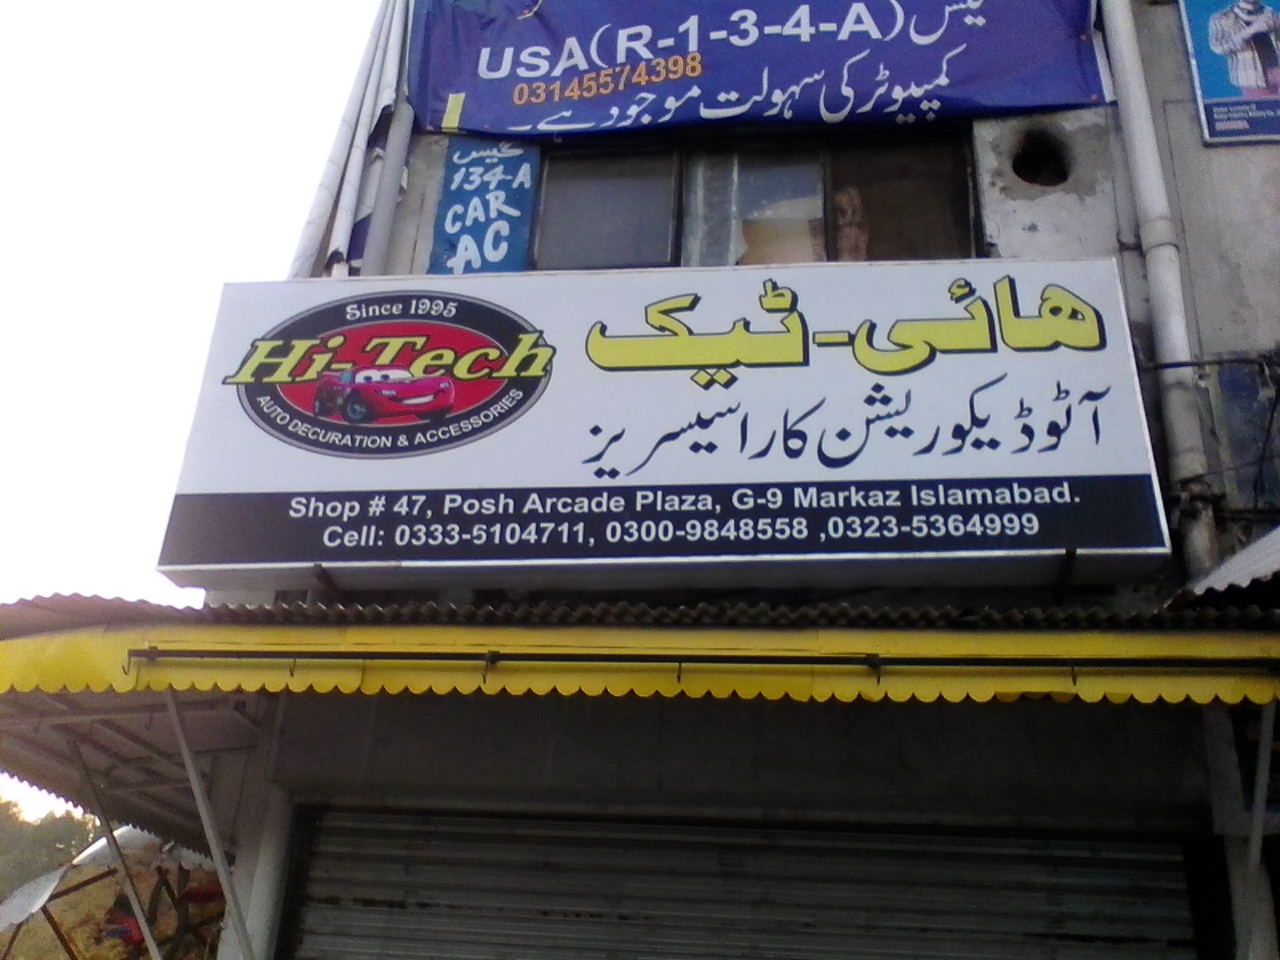 USA(R-1-3-4-A) گیس
03145574398
کمپیوٹر کی سہولت موجود ہے۔
گیس
134-A
CAR
AC
Since 1995
Hi-Tech
AUTO DECURATION & ACCESSORIES
ھائی-ٹیک
آٹو ڈیکوریشن کار اسیسریز
Shop # 47, Posh Arcade Plaza, G-9 Markaz Islamabad.
Cell: 0333-5104711, 0300-9848558 ,0323-5364999